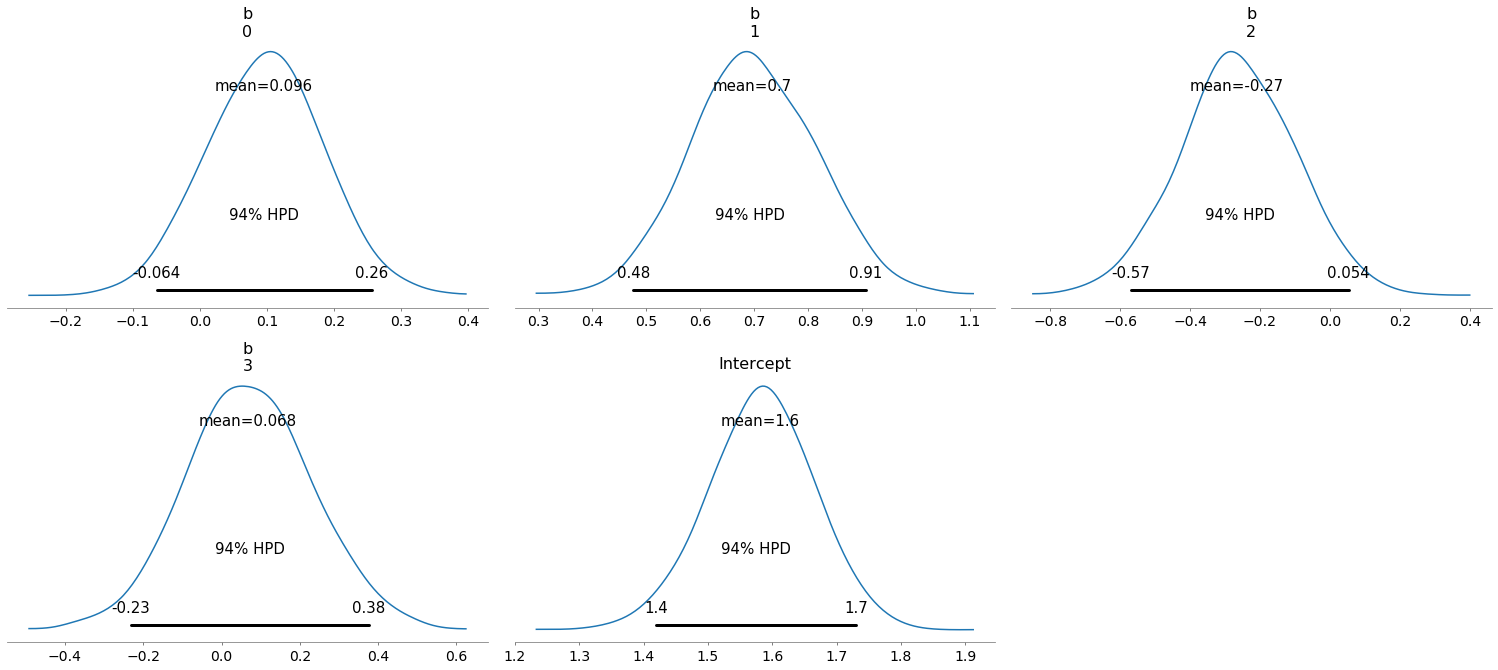 b
0
mean=0.096
94% HPD
-0.064 0.26
−0.2 −0.1 0.0 0.1 0.2 0.3 0.4
b
1
mean=0.7
94% HPD
0.48 0.91
0.3 0.4 0.5 0.6 0.7 0.8 0.9 1.0 1.1
b
2
mean=-0.27
94% HPD
-0.57 0.054
−0.8 −0.6 −0.4 −0.2 0.0 0.2 0.4
b
3
mean=0.068
94% HPD
-0.23 0.38
−0.4 −0.2 0.0 0.2 0.4 0.6
Intercept
mean=1.6
94% HPD
1.4 1.7
1.2 1.3 1.4 1.5 1.6 1.7 1.8 1.9